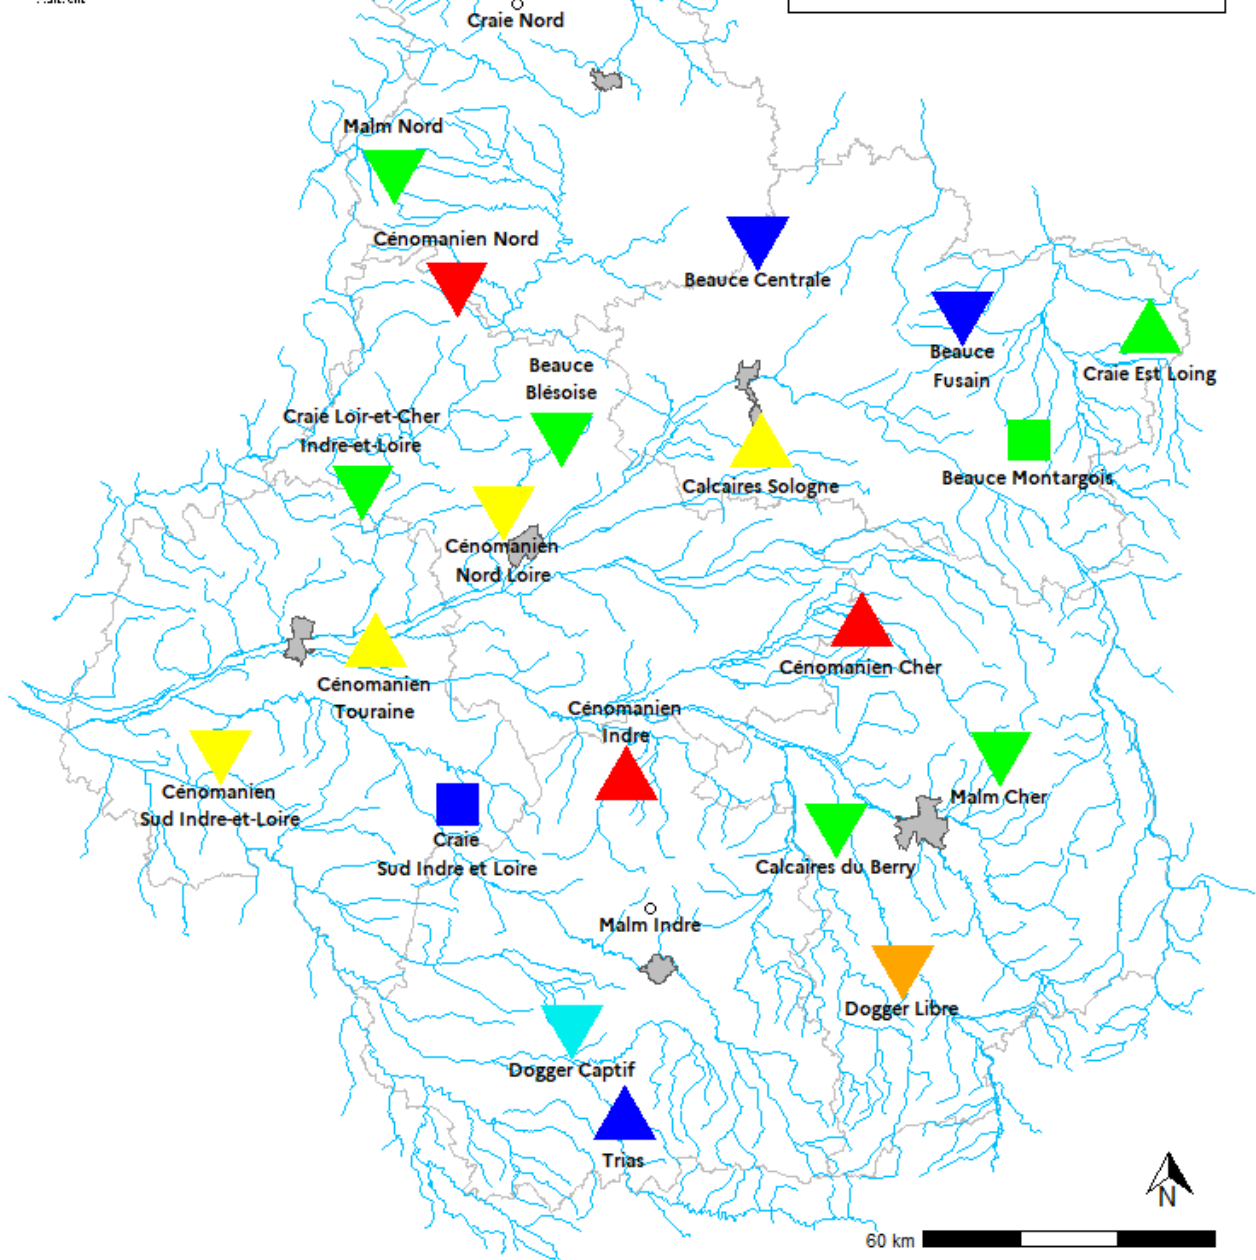 Craie Nord
Malm Nord
Cénomanien Nord
Beauce Centrale
Beauce
Fusain
Craie Est Loing
Beauce
Blésoise
Craie Loir-et-Cher
Indre-et-Loire
Calcaires Sologne
Beauce Montargois
Cénomanien
Nord Loire
Cénomanien Cher
Cénomanien
Touraine
Cénomanien
Indre
Cénomanien
Sud Indre-et-Loire
Malm Cher
Craie
Sud Indre et Loire
Calcaires du Berry
Malm Indre
Dogger Libre
Dogger Captif
Trias
N
60 km